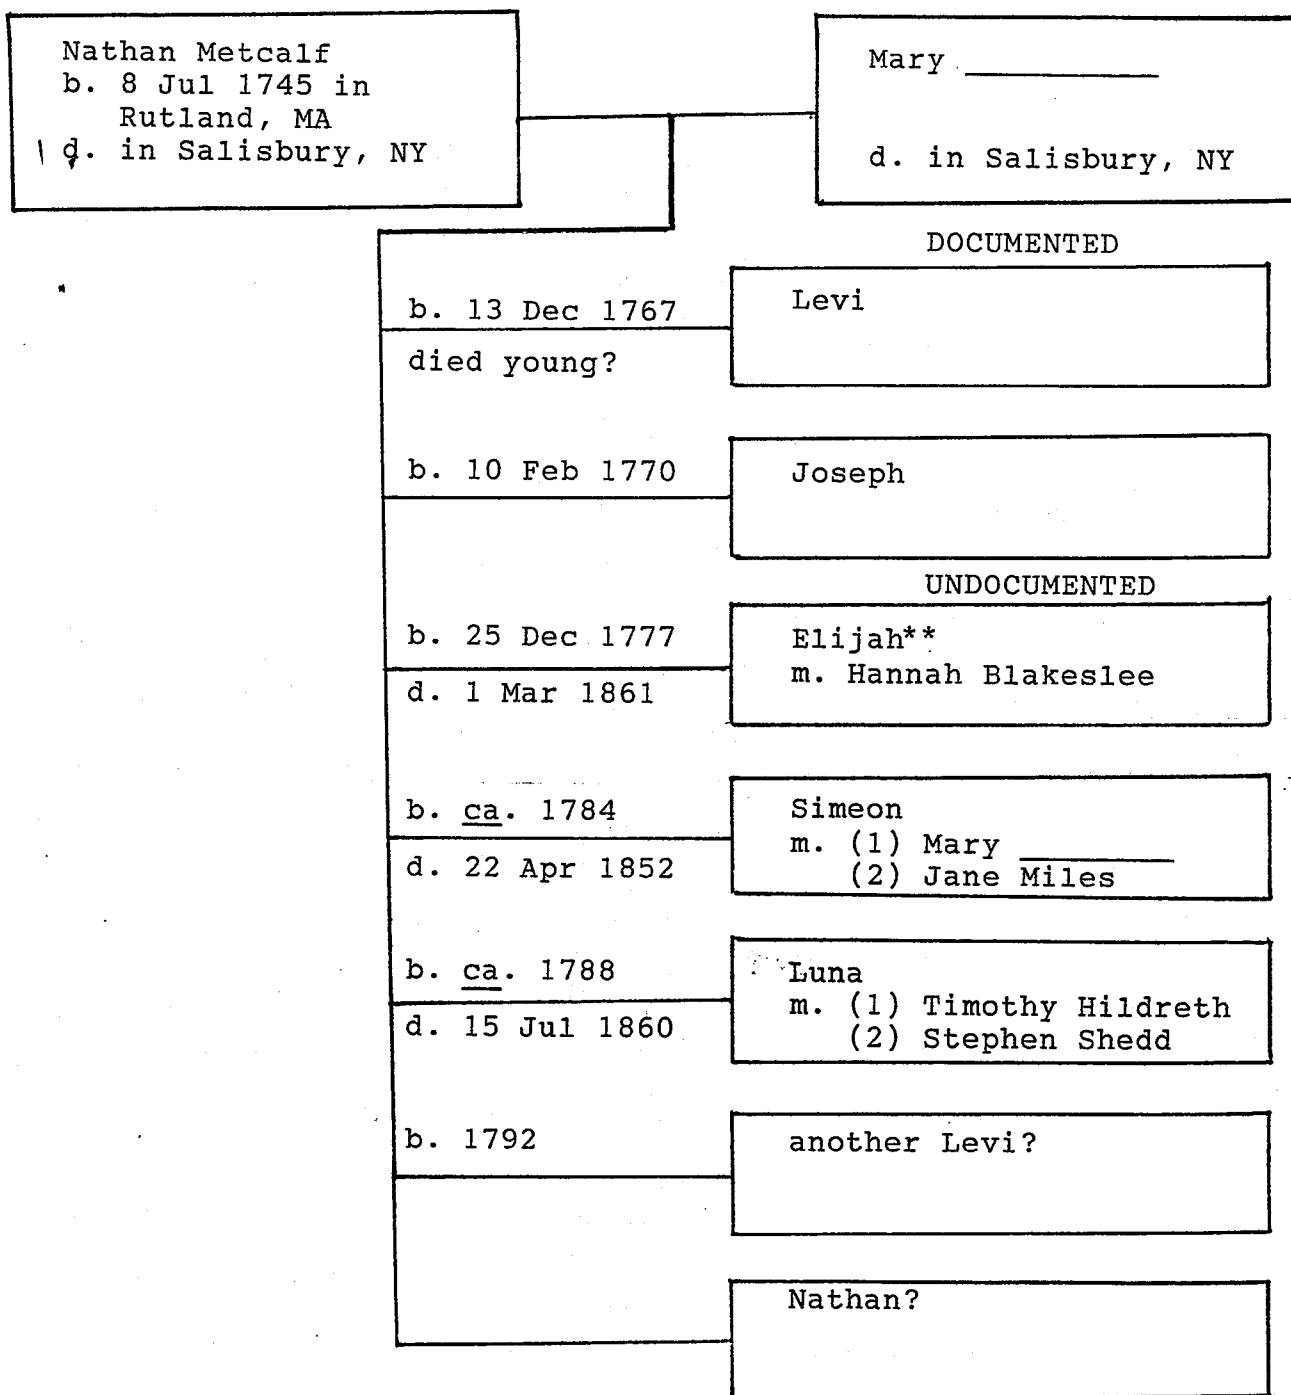 Nathan Metcalf
b. 8 Jul 1745 in
Rutland, MA
d. in Salisbury, NY
Mary ________
d. in Salisbury, NY
DOCUMENTED
b. 13 Dec 1767
died young?
Levi
b. 10 Feb 1770
Joseph
UNDOCUMENTED
b. 25 Dec 1777
d. 1 Mar 1861
Elijah**
m. Hannah Blakeslee
b. ca. 1784
d. 22 Apr 1852
Simeon
m. (1) Mary ________
(2) Jane Miles
b. ca. 1788
d. 15 Jul 1860
Luna
m. (1) Timothy Hildreth
(2) Stephen Shedd
b. 1792
another Levi?
Nathan?